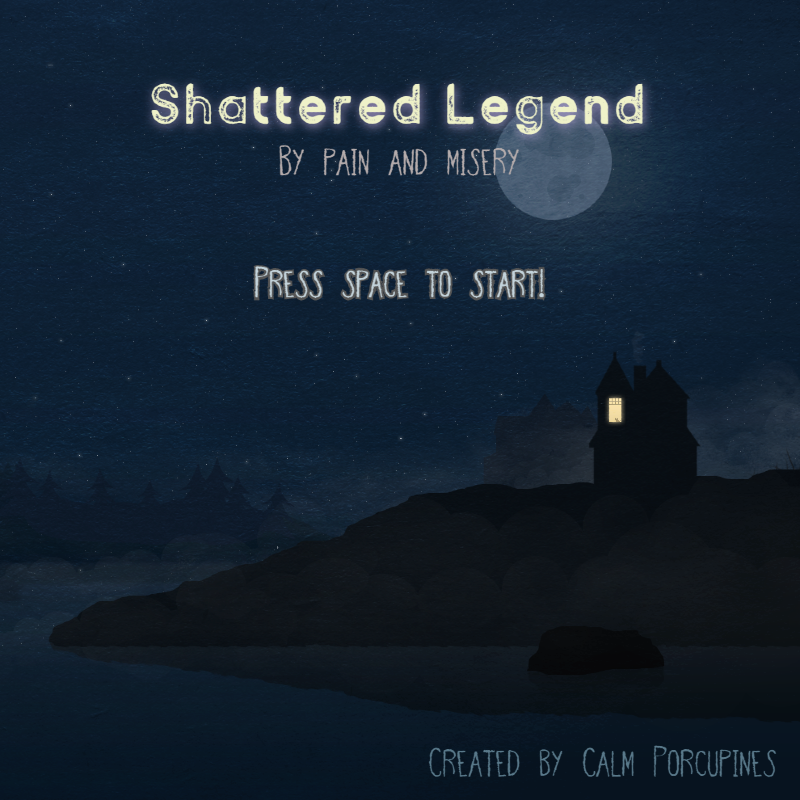 Shattered Legend
By pain and misery
Press space to start!
Created by Calm Porcupines